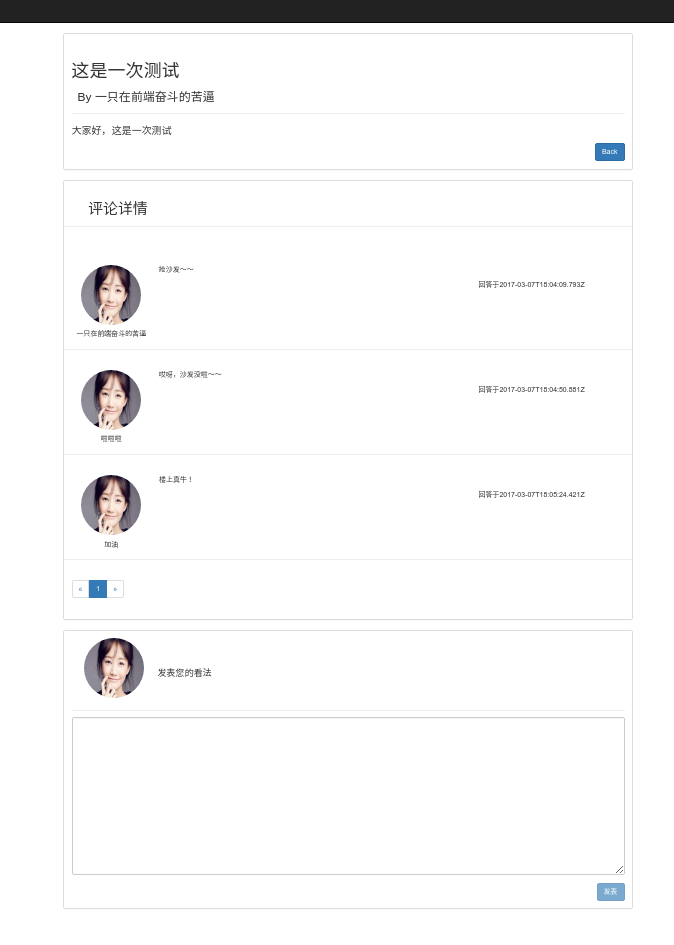 这是一次测试
By 一只在前端奋斗的苦逼
大家好，这是一次测试
Back
评论详情
抢沙发～～
回答于2017-03-07T15:04:09.793Z
一只在前端奋斗的苦逼
哎呀，沙发没啦～～
回答于2017-03-07T15:04:50.881Z
啦啦啦
楼上真牛！
回答于2017-03-07T15:05:24.421Z
加油
« 1 »
发表您的看法
发表